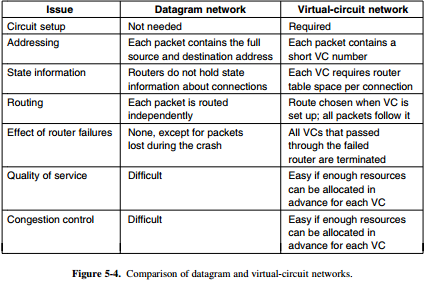 Issue Datagram network Virtual-circuit network
Circuit setup Not needed Required
Addressing Each packet contains the full Each packet contains a
source and destination address short VC number
State information Routers do not hold state Each VC requires router
information about connections table space per connection
Routing Each packet is routed Route chosen when VC is
independently set up; all packets follow it
Effect of router failures None, except for packets All VCs that passed
lost during the crash through the failed
router are terminated
Quality of service Difficult Easy if enough resources
can be allocated in
advance for each VC
Congestion control Difficult Easy if enough resources
can be allocated in
advance for each VC
Figure 5-4. Comparison of datagram and virtual-circuit networks.